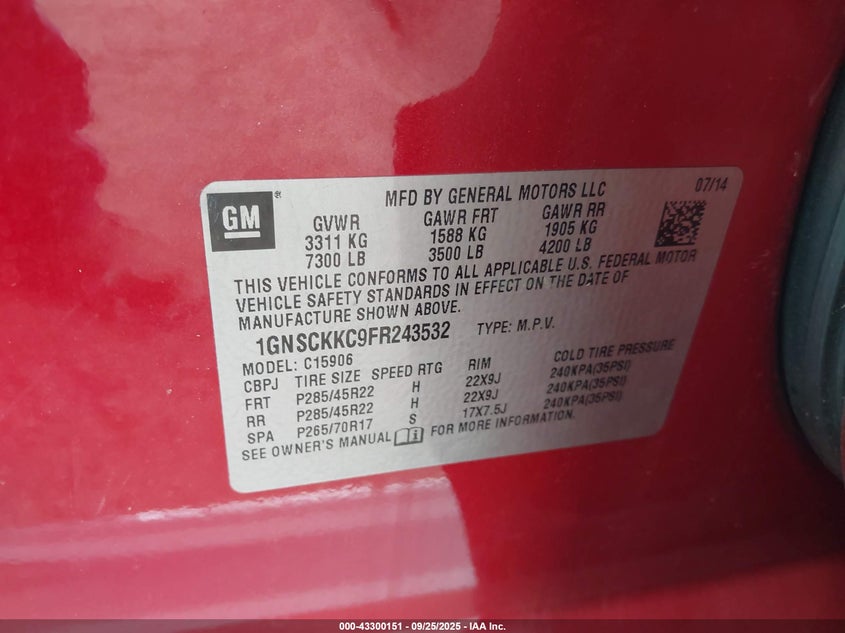 MFD BY GENERAL MOTORS LLC 07/14
GM®
GVWR GAWR FRT GAWR RR
3311 KG 1588 KG 1905 KG
7300 LB 3500 LB 4200 LB
THIS VEHICLE CONFORMS TO ALL APPLICABLE U.S. FEDERAL MOTOR
VEHICLE SAFETY STANDARDS IN EFFECT ON THE DATE OF
MANUFACTURE SHOWN ABOVE.
1GNSCKKC9FR243532 TYPE: M.P.V.
MODEL: C15906
CBPJ TIRE SIZE SPEED RTG RIM COLD TIRE PRESSURE
FRT P285/45R22 H 22X9J 240KPA(35PSI)
RR P285/45R22 H 22X9J 240KPA(35PSI)
SPA P265/70R17 S 17X7.5J 240KPA(35PSI)
SEE OWNER'S MANUAL FOR MORE INFORMATION.
000-43300151 - 09/25/2025 - IAA Inc.